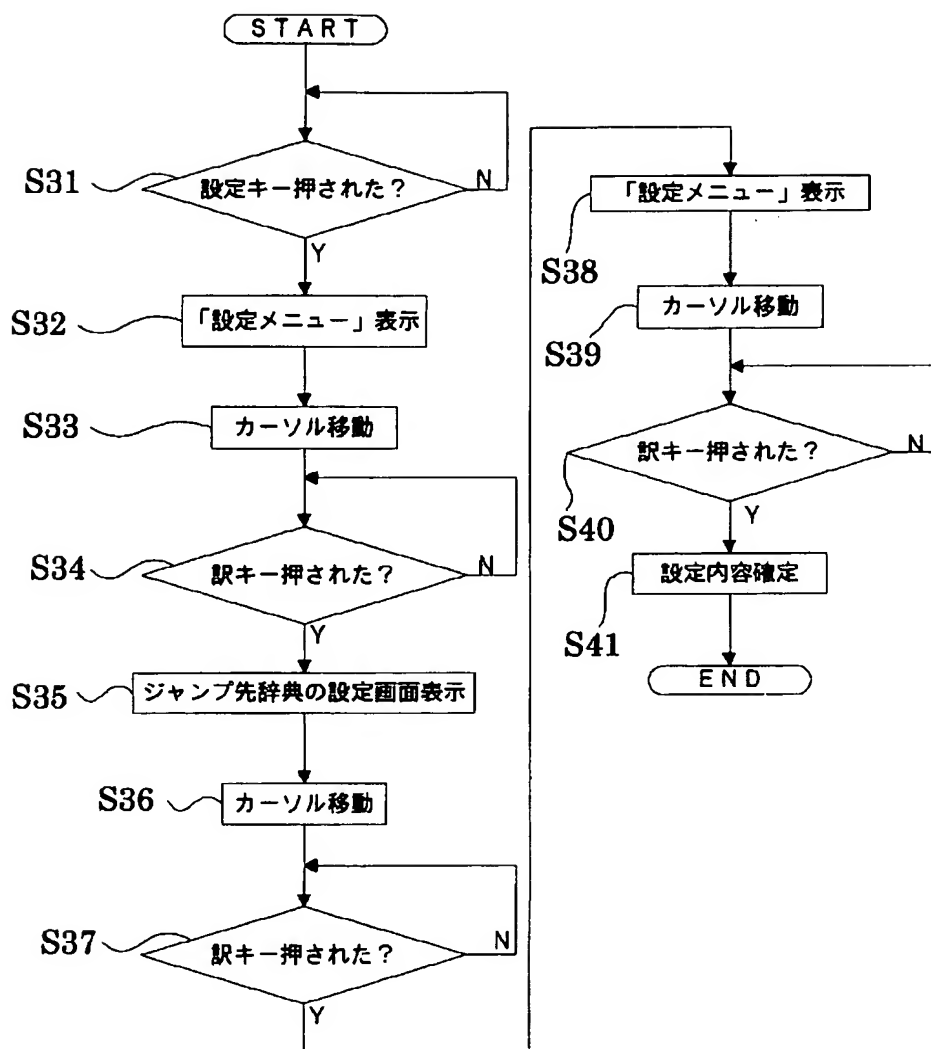 START
S31
設定キー押された？
N
Y
S32
「設定メニュー」表示
S33
カーソル移動
S34
訳キー押された？
N
Y
S35
ジャンプ先辞典の設定画面表示
S36
カーソル移動
S37
訳キー押された？
N
Y
「設定メニュー」表示
S38
カーソル移動
S39
訳キー押された？
N
S40
Y
設定内容確定
S41
END